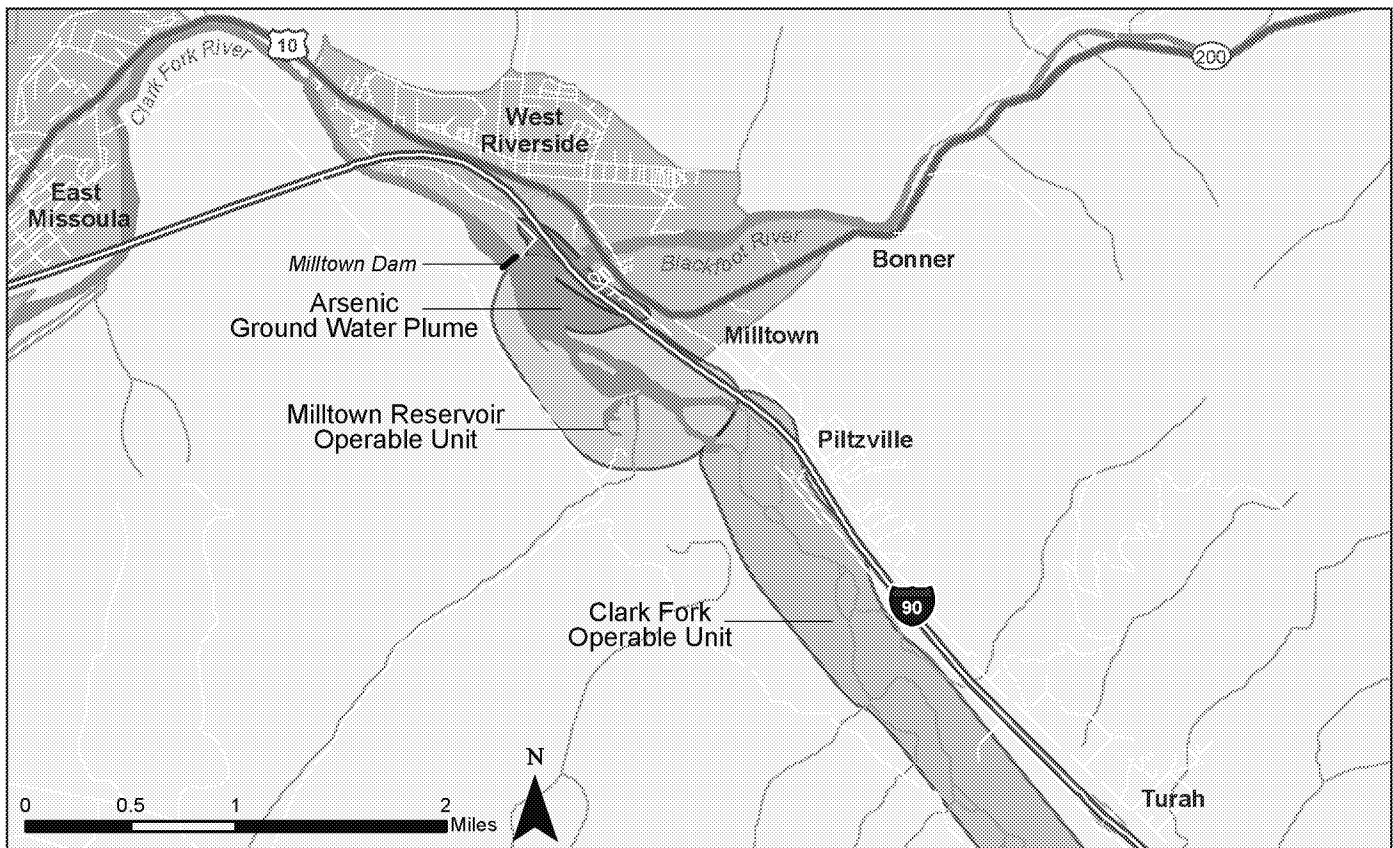 10
200
Clark Fork River
West
Riverside
East
Missoula
Blackfoot River
Bonner
Milltown Dam
Arsenic
Ground Water Plume
Milltown
Milltown Reservoir
Operable Unit
Piltzville
90
Clark Fork
Operable Unit
N
0 0.5 1 2
Miles
Turah